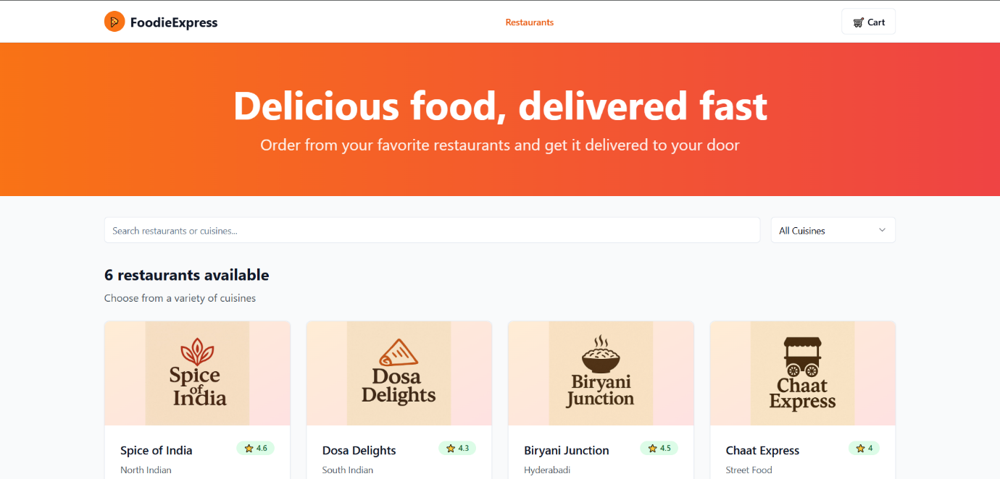 FoodieExpress
Restaurants
Cart
Delicious food, delivered fast
Order from your favorite restaurants and get it delivered to your door
Search restaurants or cuisines...
All Cuisines
6 restaurants available
Choose from a variety of cuisines
Spice
of
India
Dosa
Delights
Biryani
Junction
Chaat
Express
Spice of India
4.6
North Indian
Dosa Delights
4.3
South Indian
Biryani Junction
4.5
Hyderabadi
Chaat Express
4
Street Food